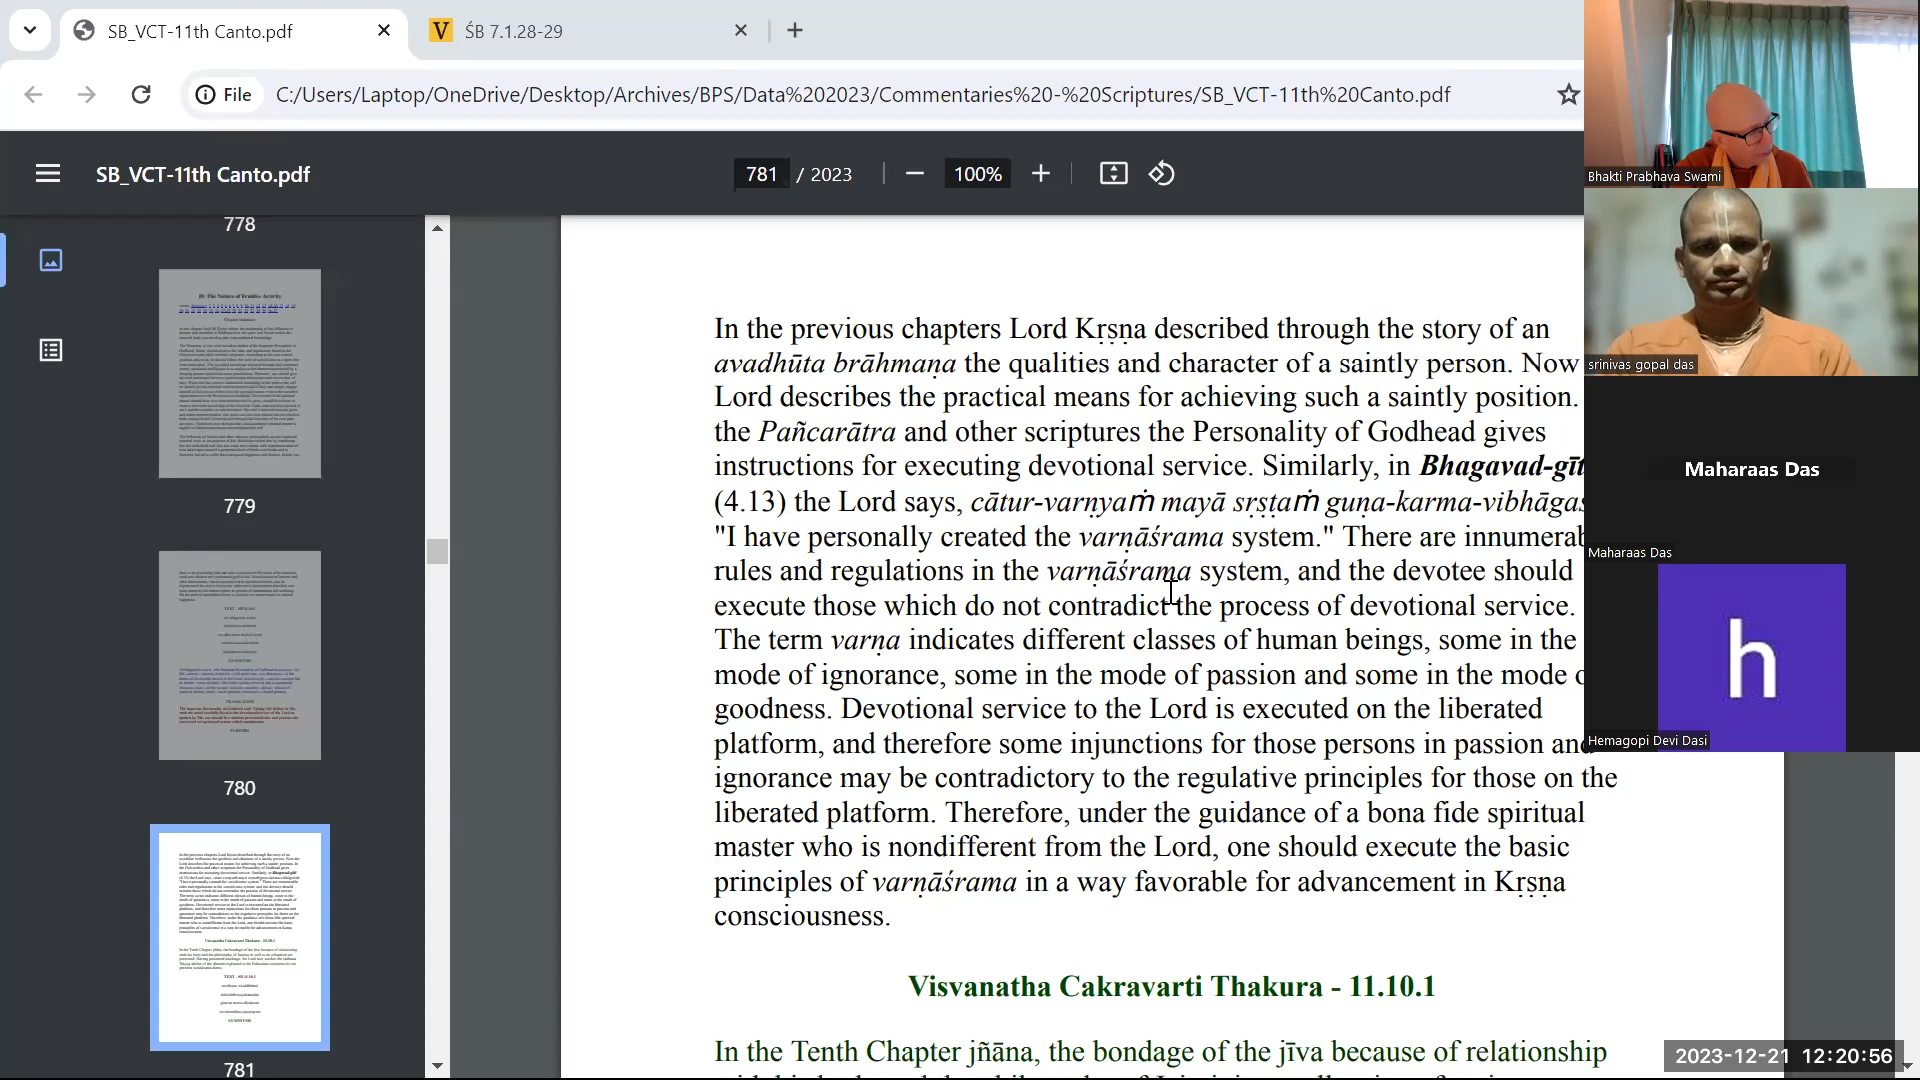 SB_VCT-11th Canto.pdf
ŚB 7.1.28-29
File
C:/Users/Laptop/OneDrive/Desktop/Archives/BPS/Data%202023/Commentaries%20-%20Scriptures/SB_VCT-11th%20Canto.pdf
SB_VCT-11th Canto.pdf
781 / 2023
100%
778
779
780
781
In the previous chapters Lord Kṛṣṇa described through the story of an
avadhūta brāhmaṇa the qualities and character of a saintly person. Now
Lord describes the practical means for achieving such a saintly position.
the Pañcarātra and other scriptures the Personality of Godhead gives
instructions for executing devotional service. Similarly, in Bhagavad-gīt
(4.13) the Lord says, cātur-varṇyaṁ mayā sṛṣṭaṁ guṇa-karma-vibhāgaś
"I have personally created the varṇāśrama system." There are innumerab
rules and regulations in the varṇāśrama system, and the devotee should
execute those which do not contradict the process of devotional service.
The term varṇa indicates different classes of human beings, some in the
mode of ignorance, some in the mode of passion and some in the mode o
goodness. Devotional service to the Lord is executed on the liberated
platform, and therefore some injunctions for those persons in passion and
ignorance may be contradictory to the regulative principles for those on the
liberated platform. Therefore, under the guidance of a bona fide spiritual
master who is nondifferent from the Lord, one should execute the basic
principles of varṇāśrama in a way favorable for advancement in Kṛṣṇa
consciousness.
Visvanatha Cakravarti Thakura - 11.10.1
In the Tenth Chapter jñāna, the bondage of the jīva because of relationship
Bhakti Prabhava Swami
srinivas gopal das
Maharaas Das
Maharaas Das
h
Hemagopi Devi Dasi
2023-12-21 12:20:56